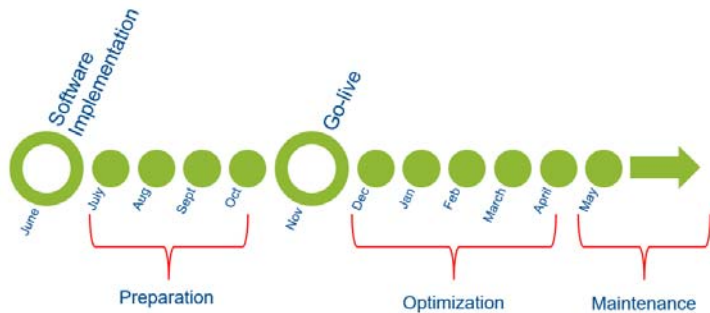 Software
Implementation
Go-live
June
July
Aug
Sept
Oct
Nov
Dec
Jan
Feb
March
April
May
Preparation
Optimization
Maintenance